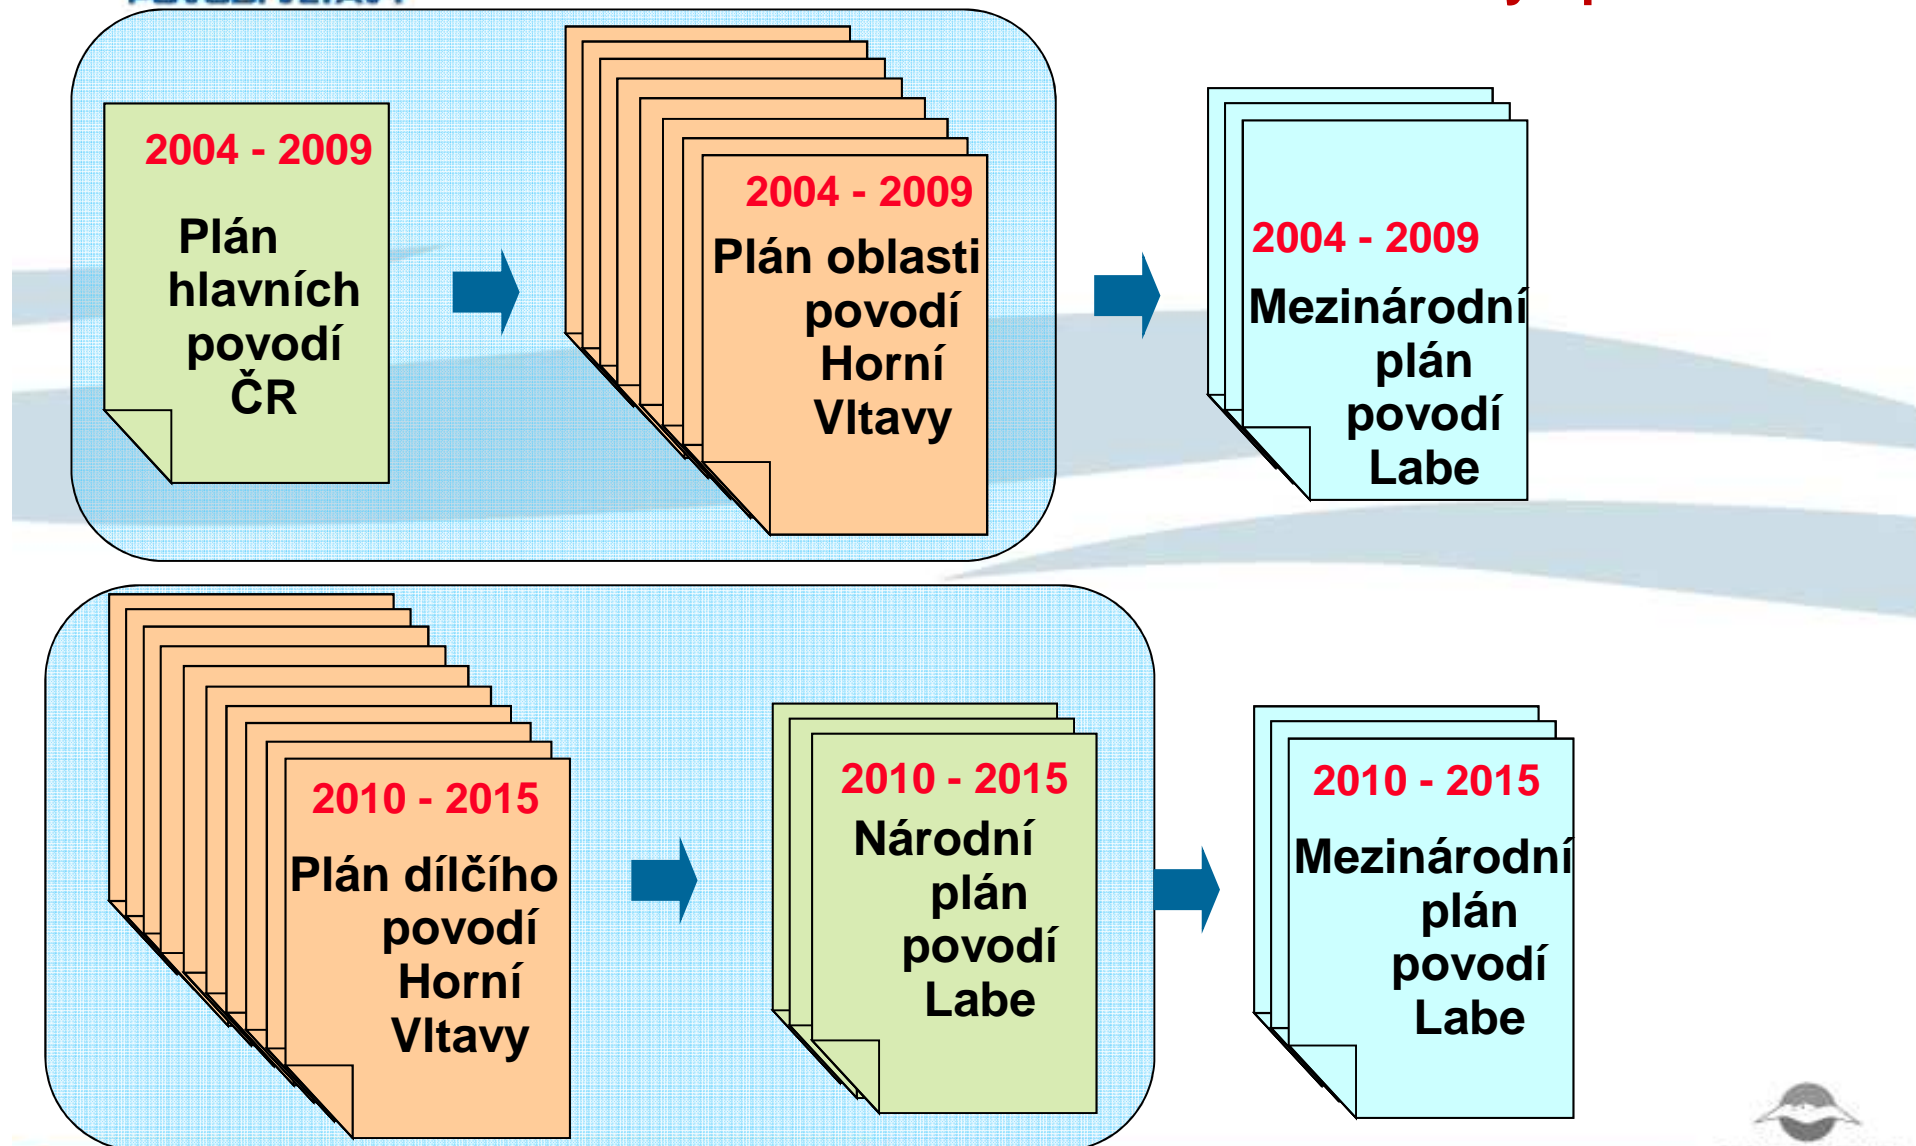 2004 - 2009
Plán
hlavních
povodí
ČR
2004 - 2009
Plán oblasti
povodí
Horní
Vltavy
2004 - 2009
Mezinárodní
plán
povodí
Labe
2010 - 2015
Plán dílčího
povodí
Horní
Vltavy
2010 - 2015
Národní
plán
povodí
Labe
2010 - 2015
Mezinárodní
plán
povodí
Labe